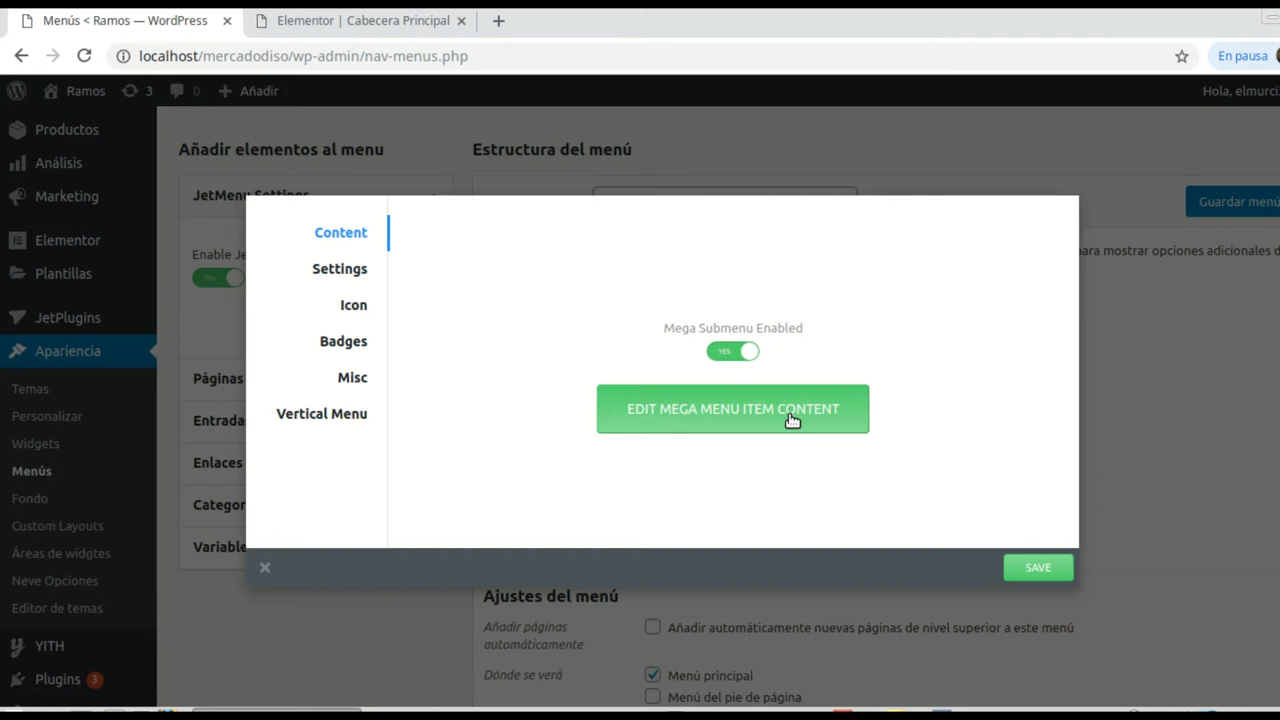 Menús < Ramos — WordPress
Elementor | Cabecera Principal
localhost/mercadodiso/wp-admin/nav-menus.php
En pausa
Ramos
3
0
Añadir
Hola, elmurci
Productos
Análisis
Marketing
Elementor
Plantillas
JetPlugins
Apariencia
Temas
Personalizar
Widgets
Menús
Fondo
Custom Layouts
Áreas de widgtes
Neve Opciones
Editor de temas
YITH
Plugins 3
Añadir elementos al menu
JetMenu Settings
Enable Je
YES
Páginas
Entrada
Enlaces
Categor
Variable
Estructura del menú
Guardar menú
para mostrar opciones adicionales d
Content
Settings
Icon
Badges
Misc
Vertical Menu
Mega Submenu Enabled
YES
EDIT MEGA MENU ITEM CONTENT
SAVE
Ajustes del menú
Añadir páginas
automáticamente
Añadir automáticamente nuevas páginas de nivel superior a este menú
Dónde se verá
Menú principal
Menú del pie de página